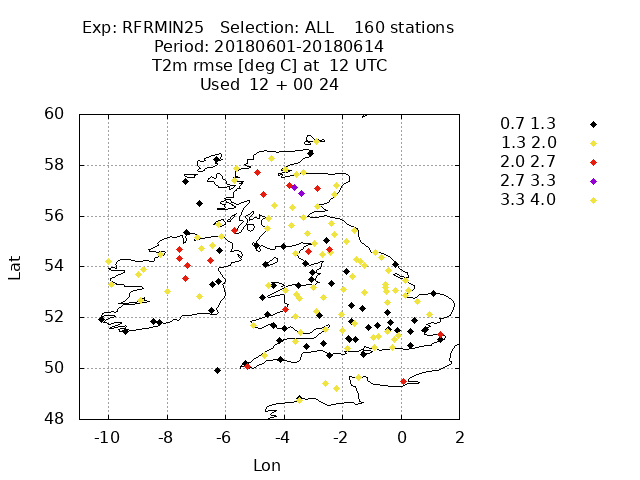 Exp: RFRMIN25 Selection: ALL 160 stations
Period: 20180601-20180614
T2m rmse [deg C] at 12 UTC
Used 12 + 00 24
60
58
56
54
52
50
48
Lat
-10 -8 -6 -4 -2 0 2
Lon
0.7 1.3
1.3 2.0
2.0 2.7
2.7 3.3
3.3 4.0